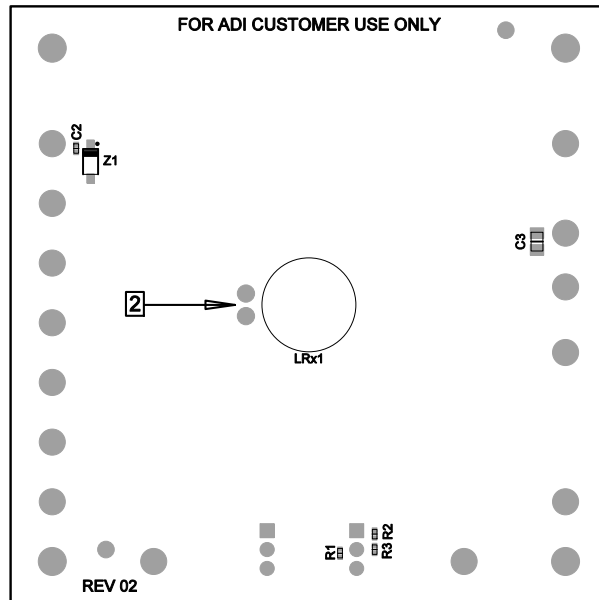 FOR ADI CUSTOMER USE ONLY
C2
Z1
C3
2
LRx1
R1
R2
R3
REV 02